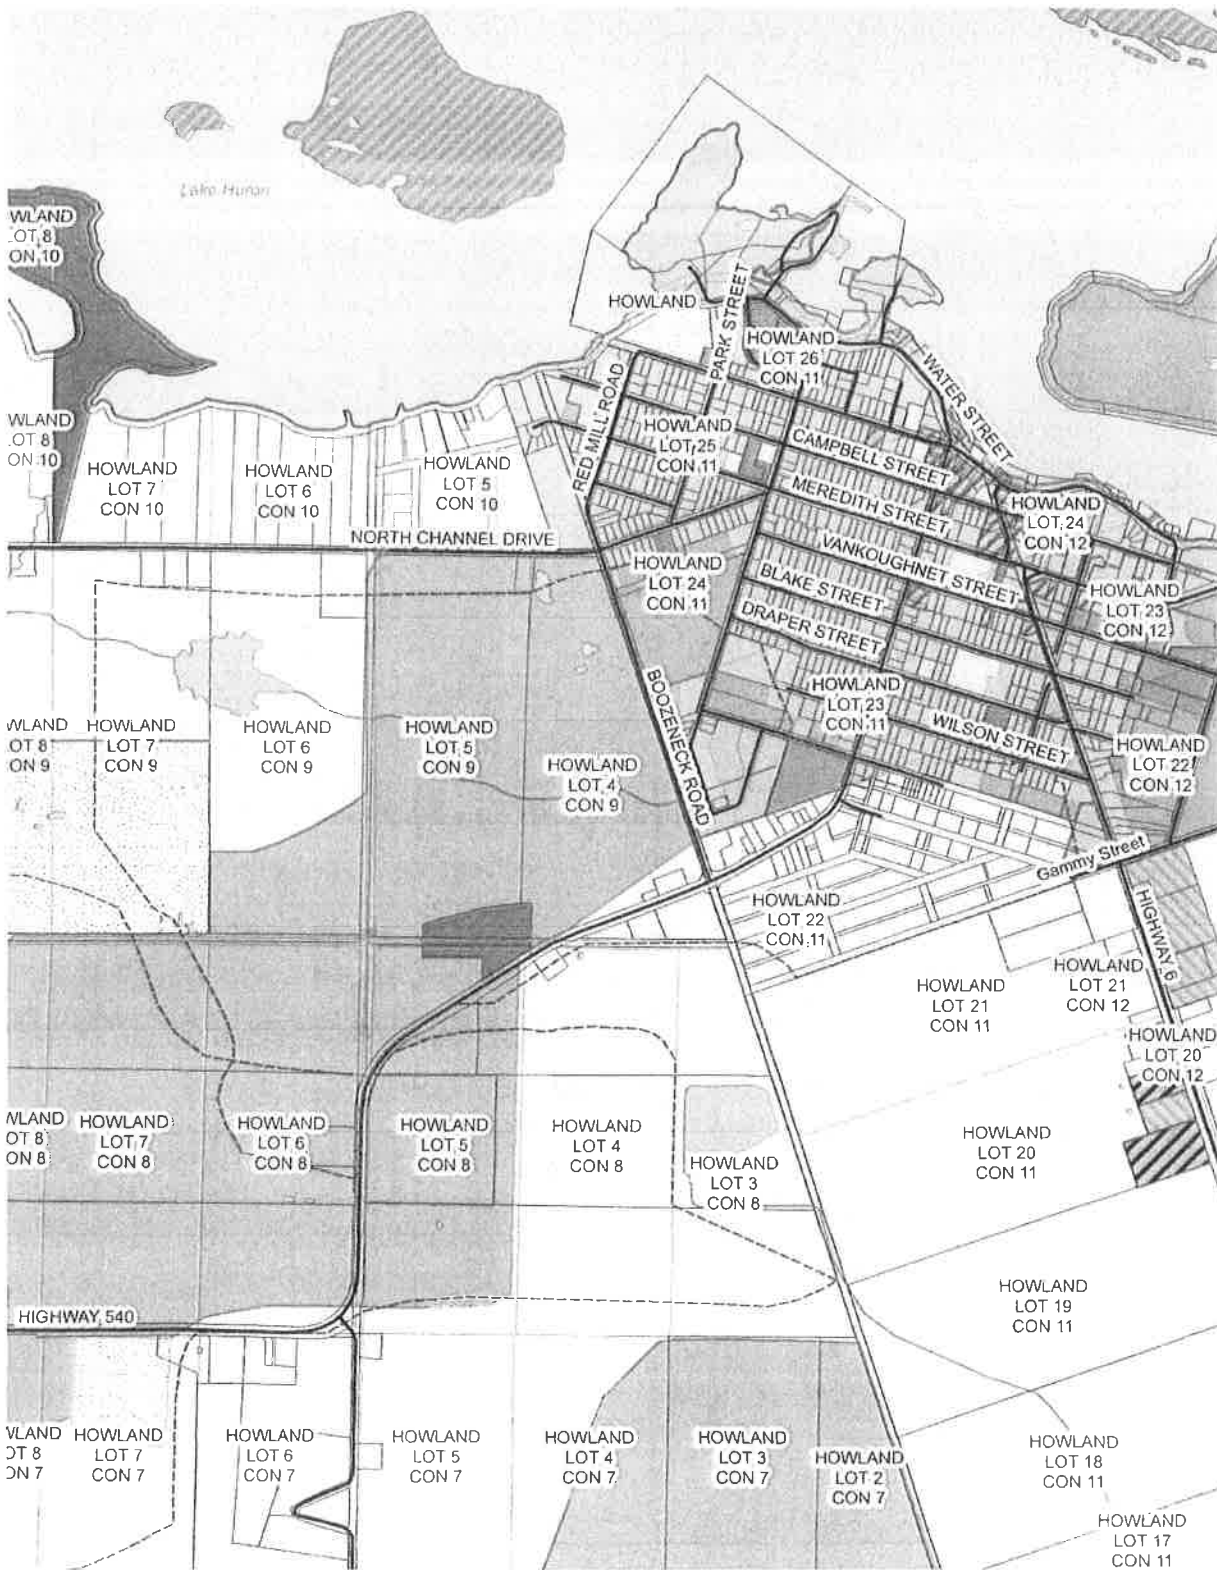 Lake Huron
HOWLAND
LOT 8
CON 10
HOWLAND
PARK STREET
HOWLAND
LOT 26
CON 11
WATER STREET
RED MILL ROAD
HOWLAND
LOT 25
CON 11
CAMPBELL STREET
MEREDITH STREET
VANKOUGHNET STREET
BLAKE STREET
DRAPER STREET
HOWLAND
LOT 24
CON 12
WLAND
LOT 8
ON 10
HOWLAND
LOT 7
CON 10
HOWLAND
LOT 6
CON 10
HOWLAND
LOT 5
CON 10
NORTH CHANNEL DRIVE
HOWLAND
LOT 24
CON 11
HOWLAND
LOT 23
CON 12
BOOZENECK ROAD
HOWLAND
LOT 23
CON 11
WILSON STREET
WLAND
OT 8
ON 9
HOWLAND
LOT 7
CON 9
HOWLAND
LOT 6
CON 9
HOWLAND
LOT 5
CON 9
HOWLAND
LOT 4
CON 9
HOWLAND
LOT 22
CON 12
Gammy Street
HIGHWAY 6
HOWLAND
LOT 22
CON 11
HOWLAND
LOT 21
CON 11
HOWLAND
LOT 21
CON 12
HOWLAND
LOT 20
CON 12
WLAND
OT 8
ON 8
HOWLAND
LOT 7
CON 8
HOWLAND
LOT 6
CON 8
HOWLAND
LOT 5
CON 8
HOWLAND
LOT 4
CON 8
HOWLAND
LOT 3
CON 8
HOWLAND
LOT 20
CON 11
HIGHWAY 540
HOWLAND
LOT 19
CON 11
WLAND
OT 8
ON 7
HOWLAND
LOT 7
CON 7
HOWLAND
LOT 6
CON 7
HOWLAND
LOT 5
CON 7
HOWLAND
LOT 4
CON 7
HOWLAND
LOT 3
CON 7
HOWLAND
LOT 2
CON 7
HOWLAND
LOT 18
CON 11
HOWLAND
LOT 17
CON 11